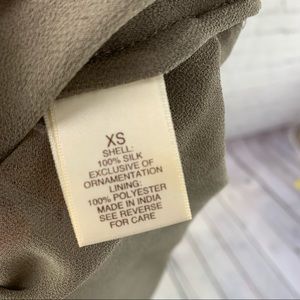 XS
SHELL:
100% SILK
EXCLUSIVE OF
ORNAMENTATION
LINING:
100% POLYESTER
MADE IN INDIA
SEE REVERSE
FOR CARE